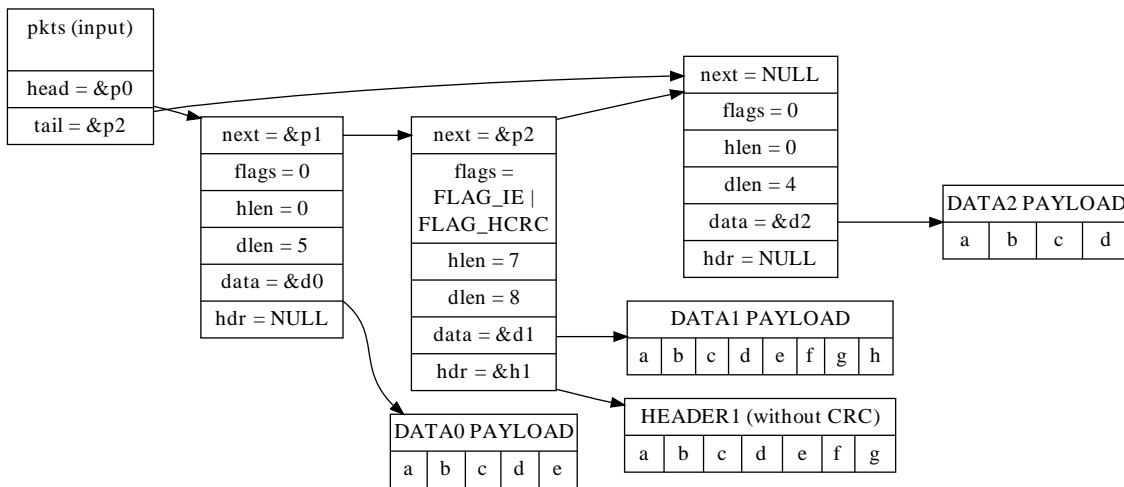 pkts (input)
head = &p0
tail = &p2
next = &p1
flags = 0
hlen = 0
dlen = 5
data = &d0
hdr = NULL
next = &p2
flags =
FLAG_IE |
FLAG_HCRC
hlen = 7
dlen = 8
data = &d1
hdr = &h1
next = NULL
flags = 0
hlen = 0
dlen = 4
data = &d2
hdr = NULL
DATA2 PAYLOAD
a b c d
DATA1 PAYLOAD
a b c d e f g h
HEADER1 (without CRC)
a b c d e f g
DATA0 PAYLOAD
a b c d e